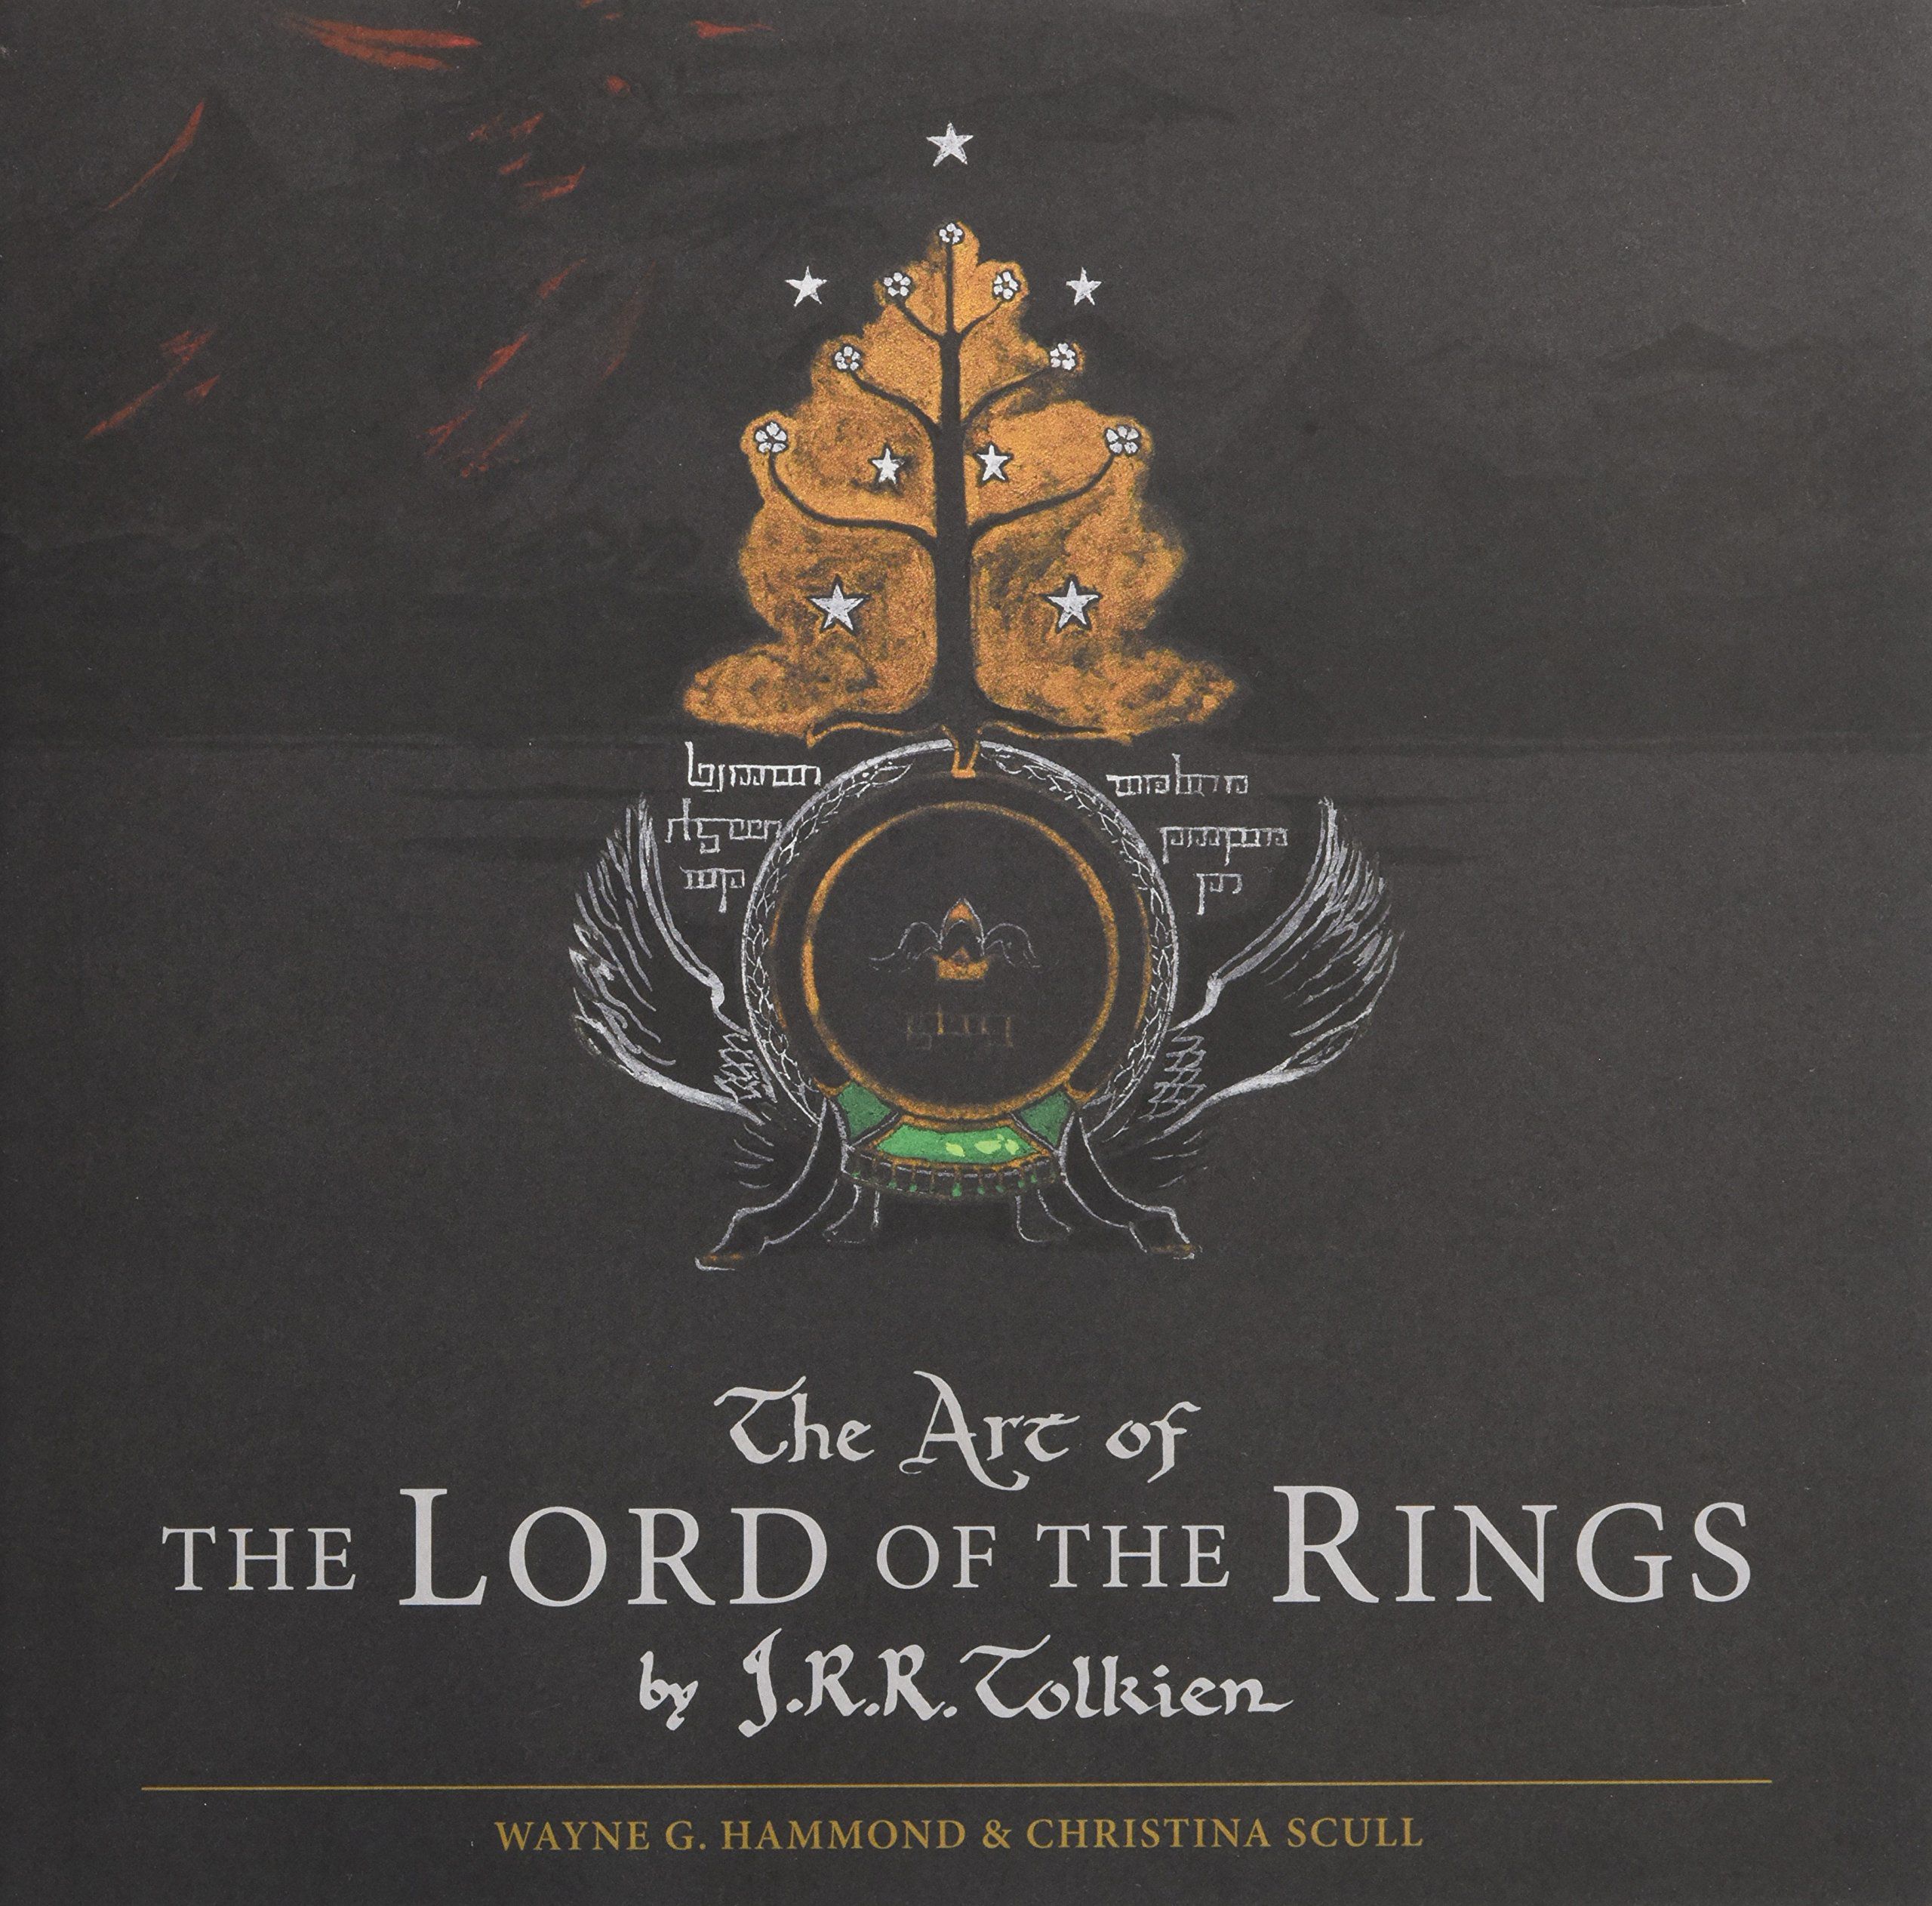 The Art of
THE LORD OF THE RINGS
by J.R.R. Tolkien
WAYNE G. HAMMOND & CHRISTINA SCULL